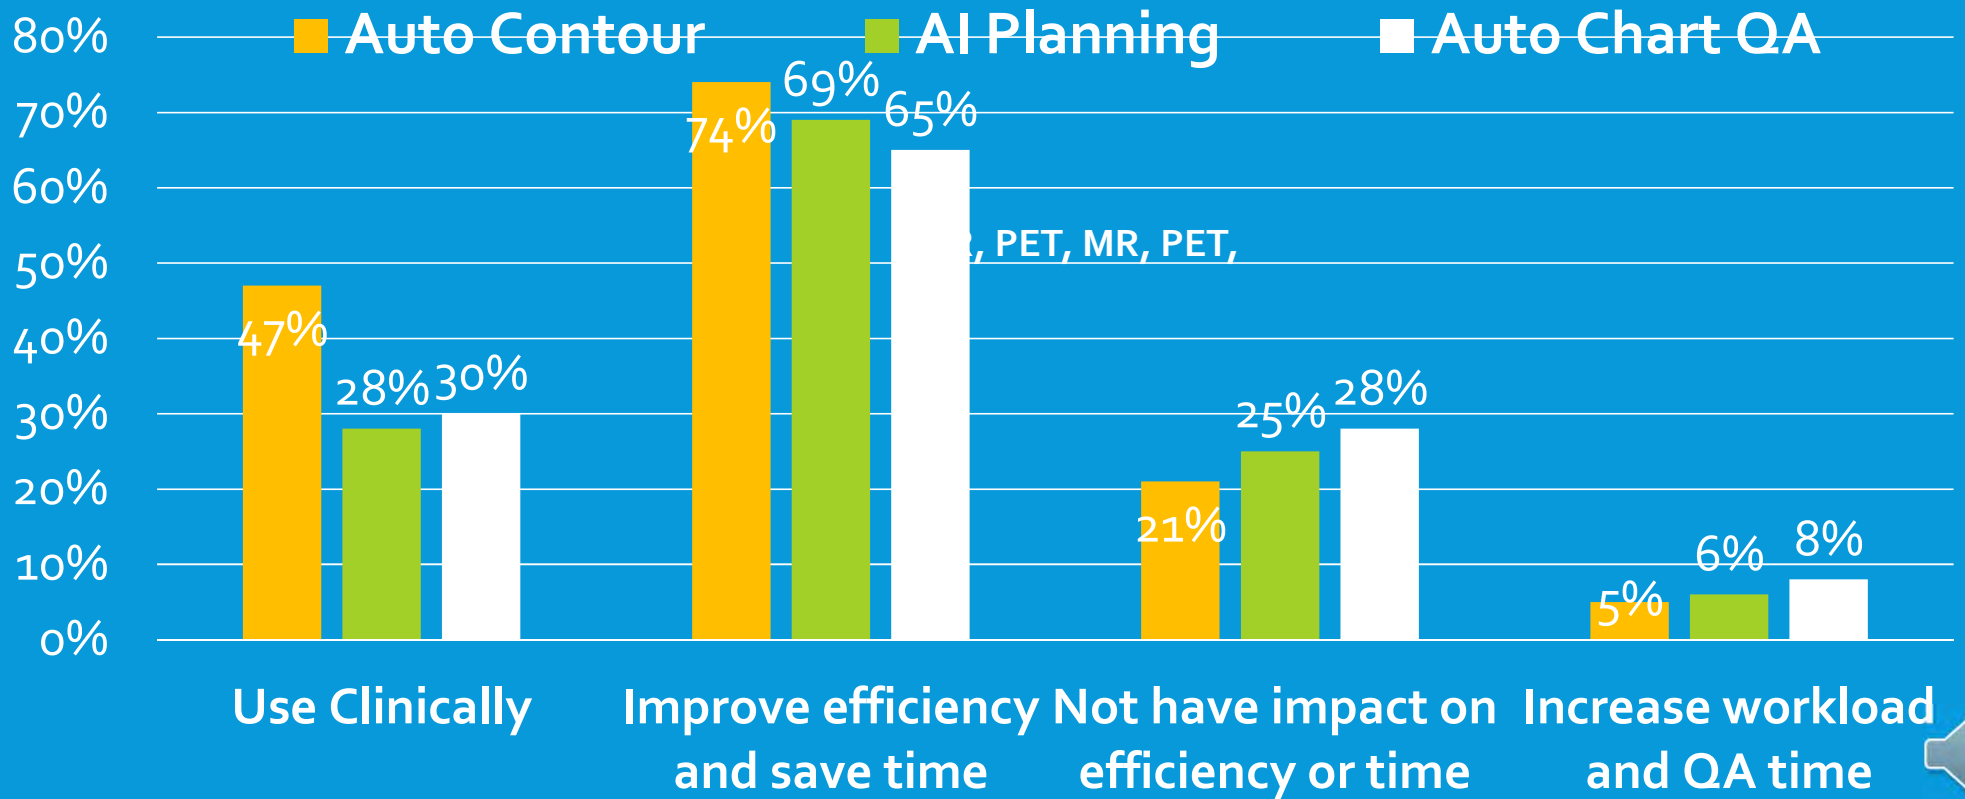 80%
Auto Contour
AI Planning
Auto Chart QA
70%
60%
50%
40%
30%
20%
10%
0%
47%
28%
30%
74%
69%
65%
, PET, MR, PET,
21%
25%
28%
5%
6%
8%
Use Clinically
Improve efficiency
and save time
Not have impact on
efficiency or time
Increase workload
and QA time